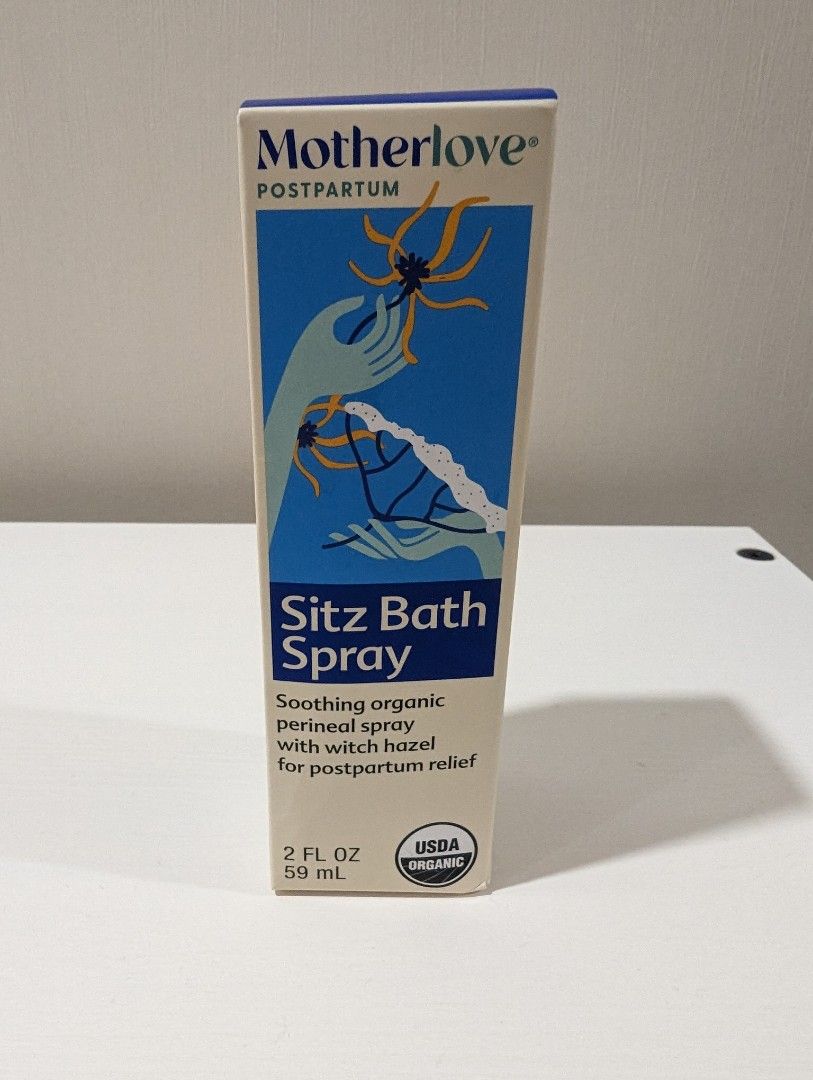 Motherlove®
POSTPARTUM
Sitz Bath
Spray
Soothing organic
perineal spray
with witch hazel
for postpartum relief
2 FL OZ
59 mL
USDA
ORGANIC